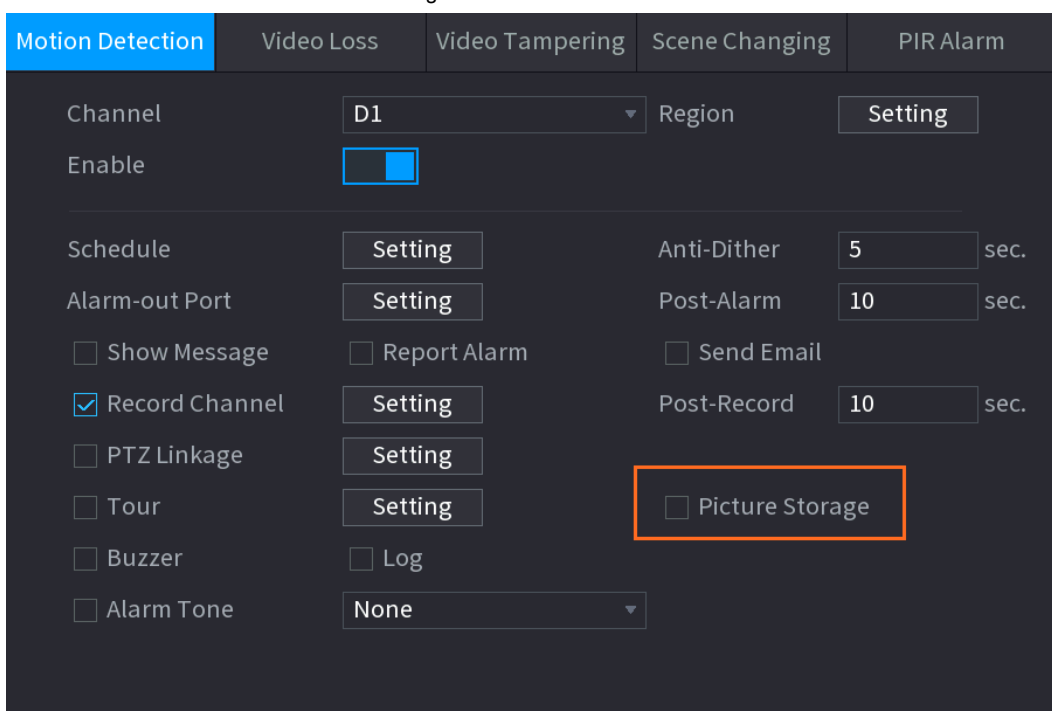 Motion Detection Video Loss Video Tampering Scene Changing PIR Alarm
Channel D1 Region Setting
Enable
Schedule Setting Anti-Dither 5 sec.
Alarm-out Port Setting Post-Alarm 10 sec.
Show Message Report Alarm Send Email
Record Channel Setting Post-Record 10 sec.
PTZ Linkage Setting
Tour Setting Picture Storage
Buzzer Log
Alarm Tone None